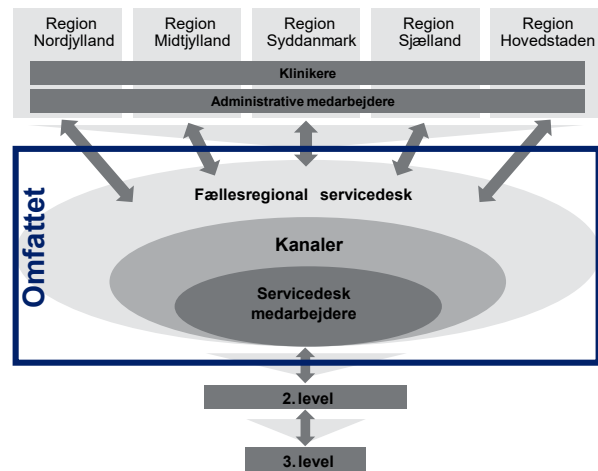 Region Nordjylland
Region Midtjylland
Region Syddanmark
Region Sjælland
Region Hovedstaden
Klinikere
Administrative medarbejdere
Omfattet
Fællesregional servicedesk
Kanaler
Servicedesk
medarbejdere
2. level
3. level